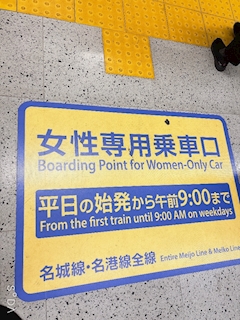 女性専用乗車口
Boarding Point for Women-Only Car
平日の始発から午前9:00まで
From the first train until 9:00 AM on weekdays
名城線・名港線全線 Entire Meijo Line & Meiko Line